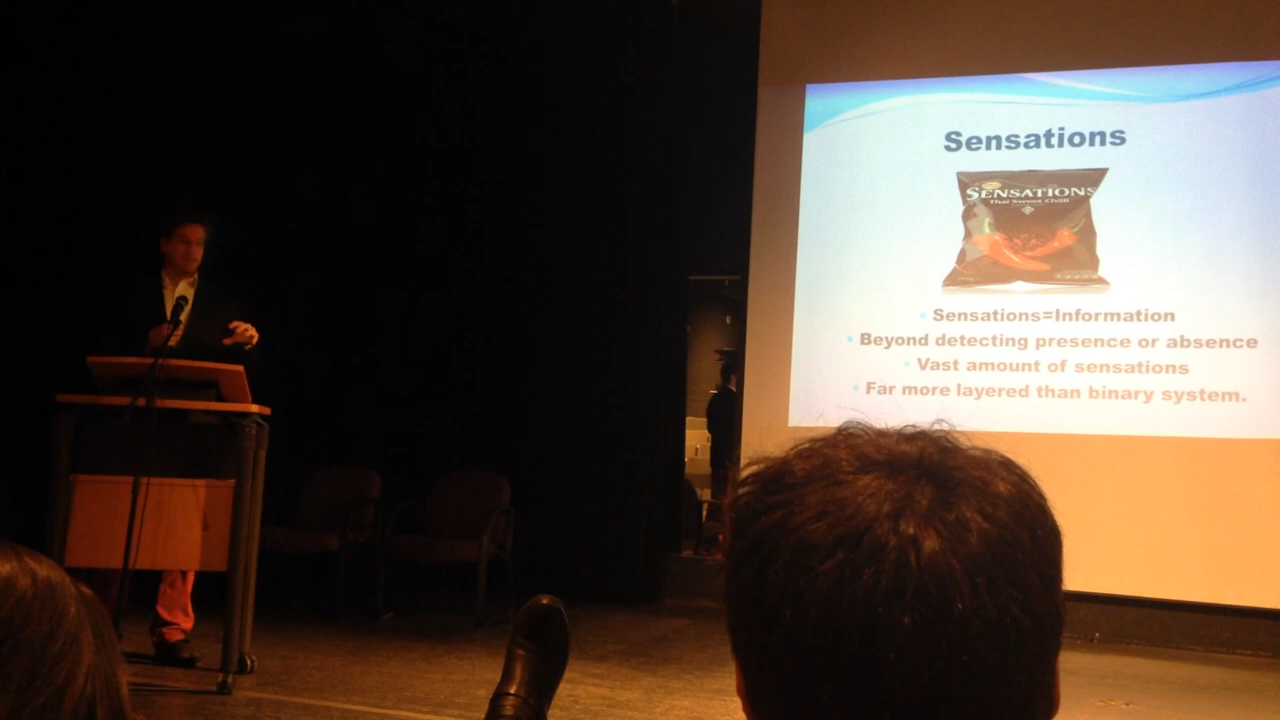 Sensations
SENSATIONS
Thai Sweet Chilli
Sensations=Information
Beyond detecting presence or absence
Vast amount of sensations
Far more layered than binary system.